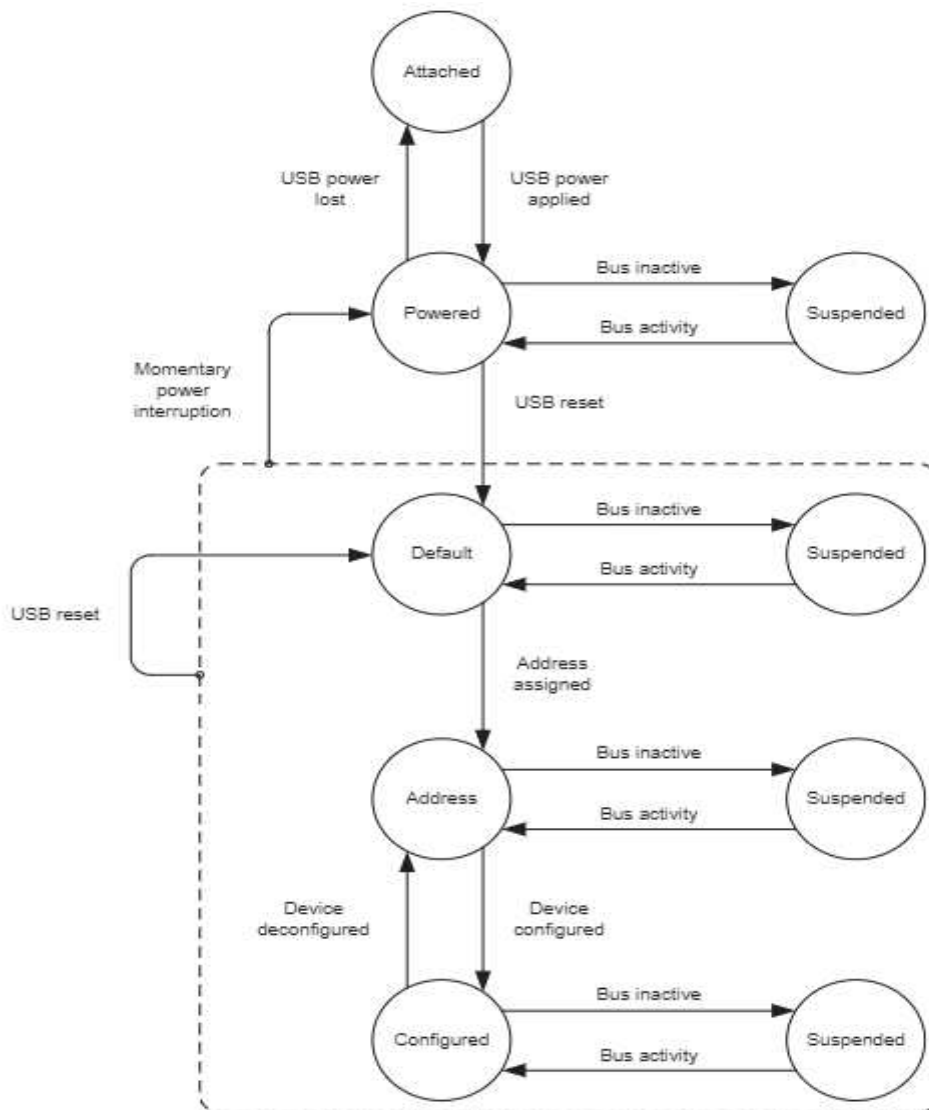 Attached
USB power
lost
USB power
applied
Bus inactive
Powered
Suspended
Bus activity
Momentary
power
interruption
USB reset
Bus inactive
Default
Suspended
Bus activity
USB reset
Address
assigned
Bus inactive
Address
Suspended
Bus activity
Device
deconfigured
Device
configured
Bus inactive
Configured
Suspended
Bus activity